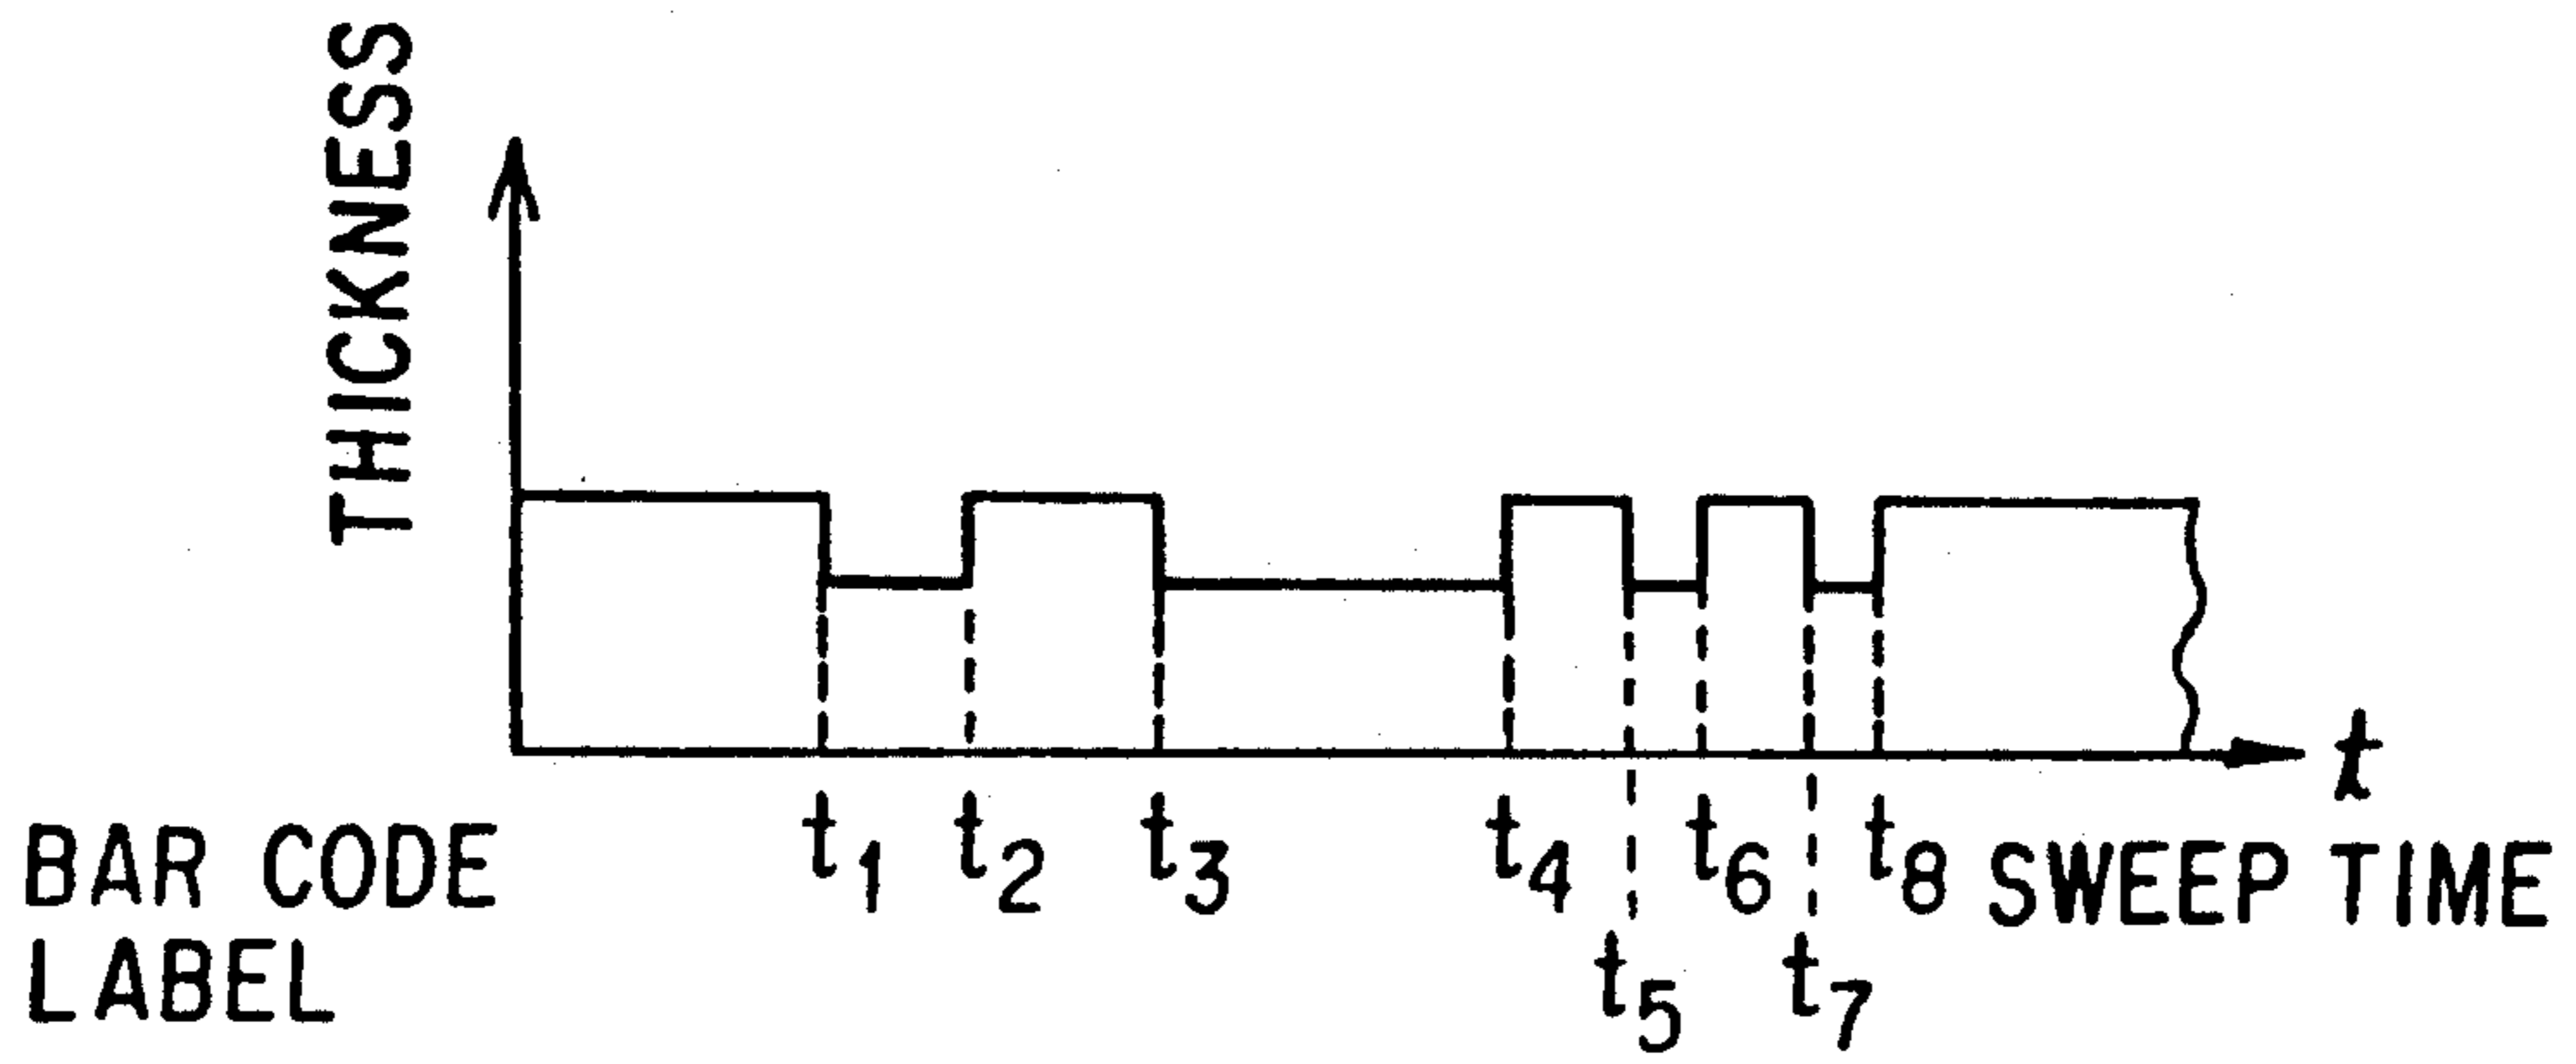 THICKNESS
t
t1 t2 t3 t4 t6 t8 SWEEP TIME
t5 t7
BAR CODE
LABEL